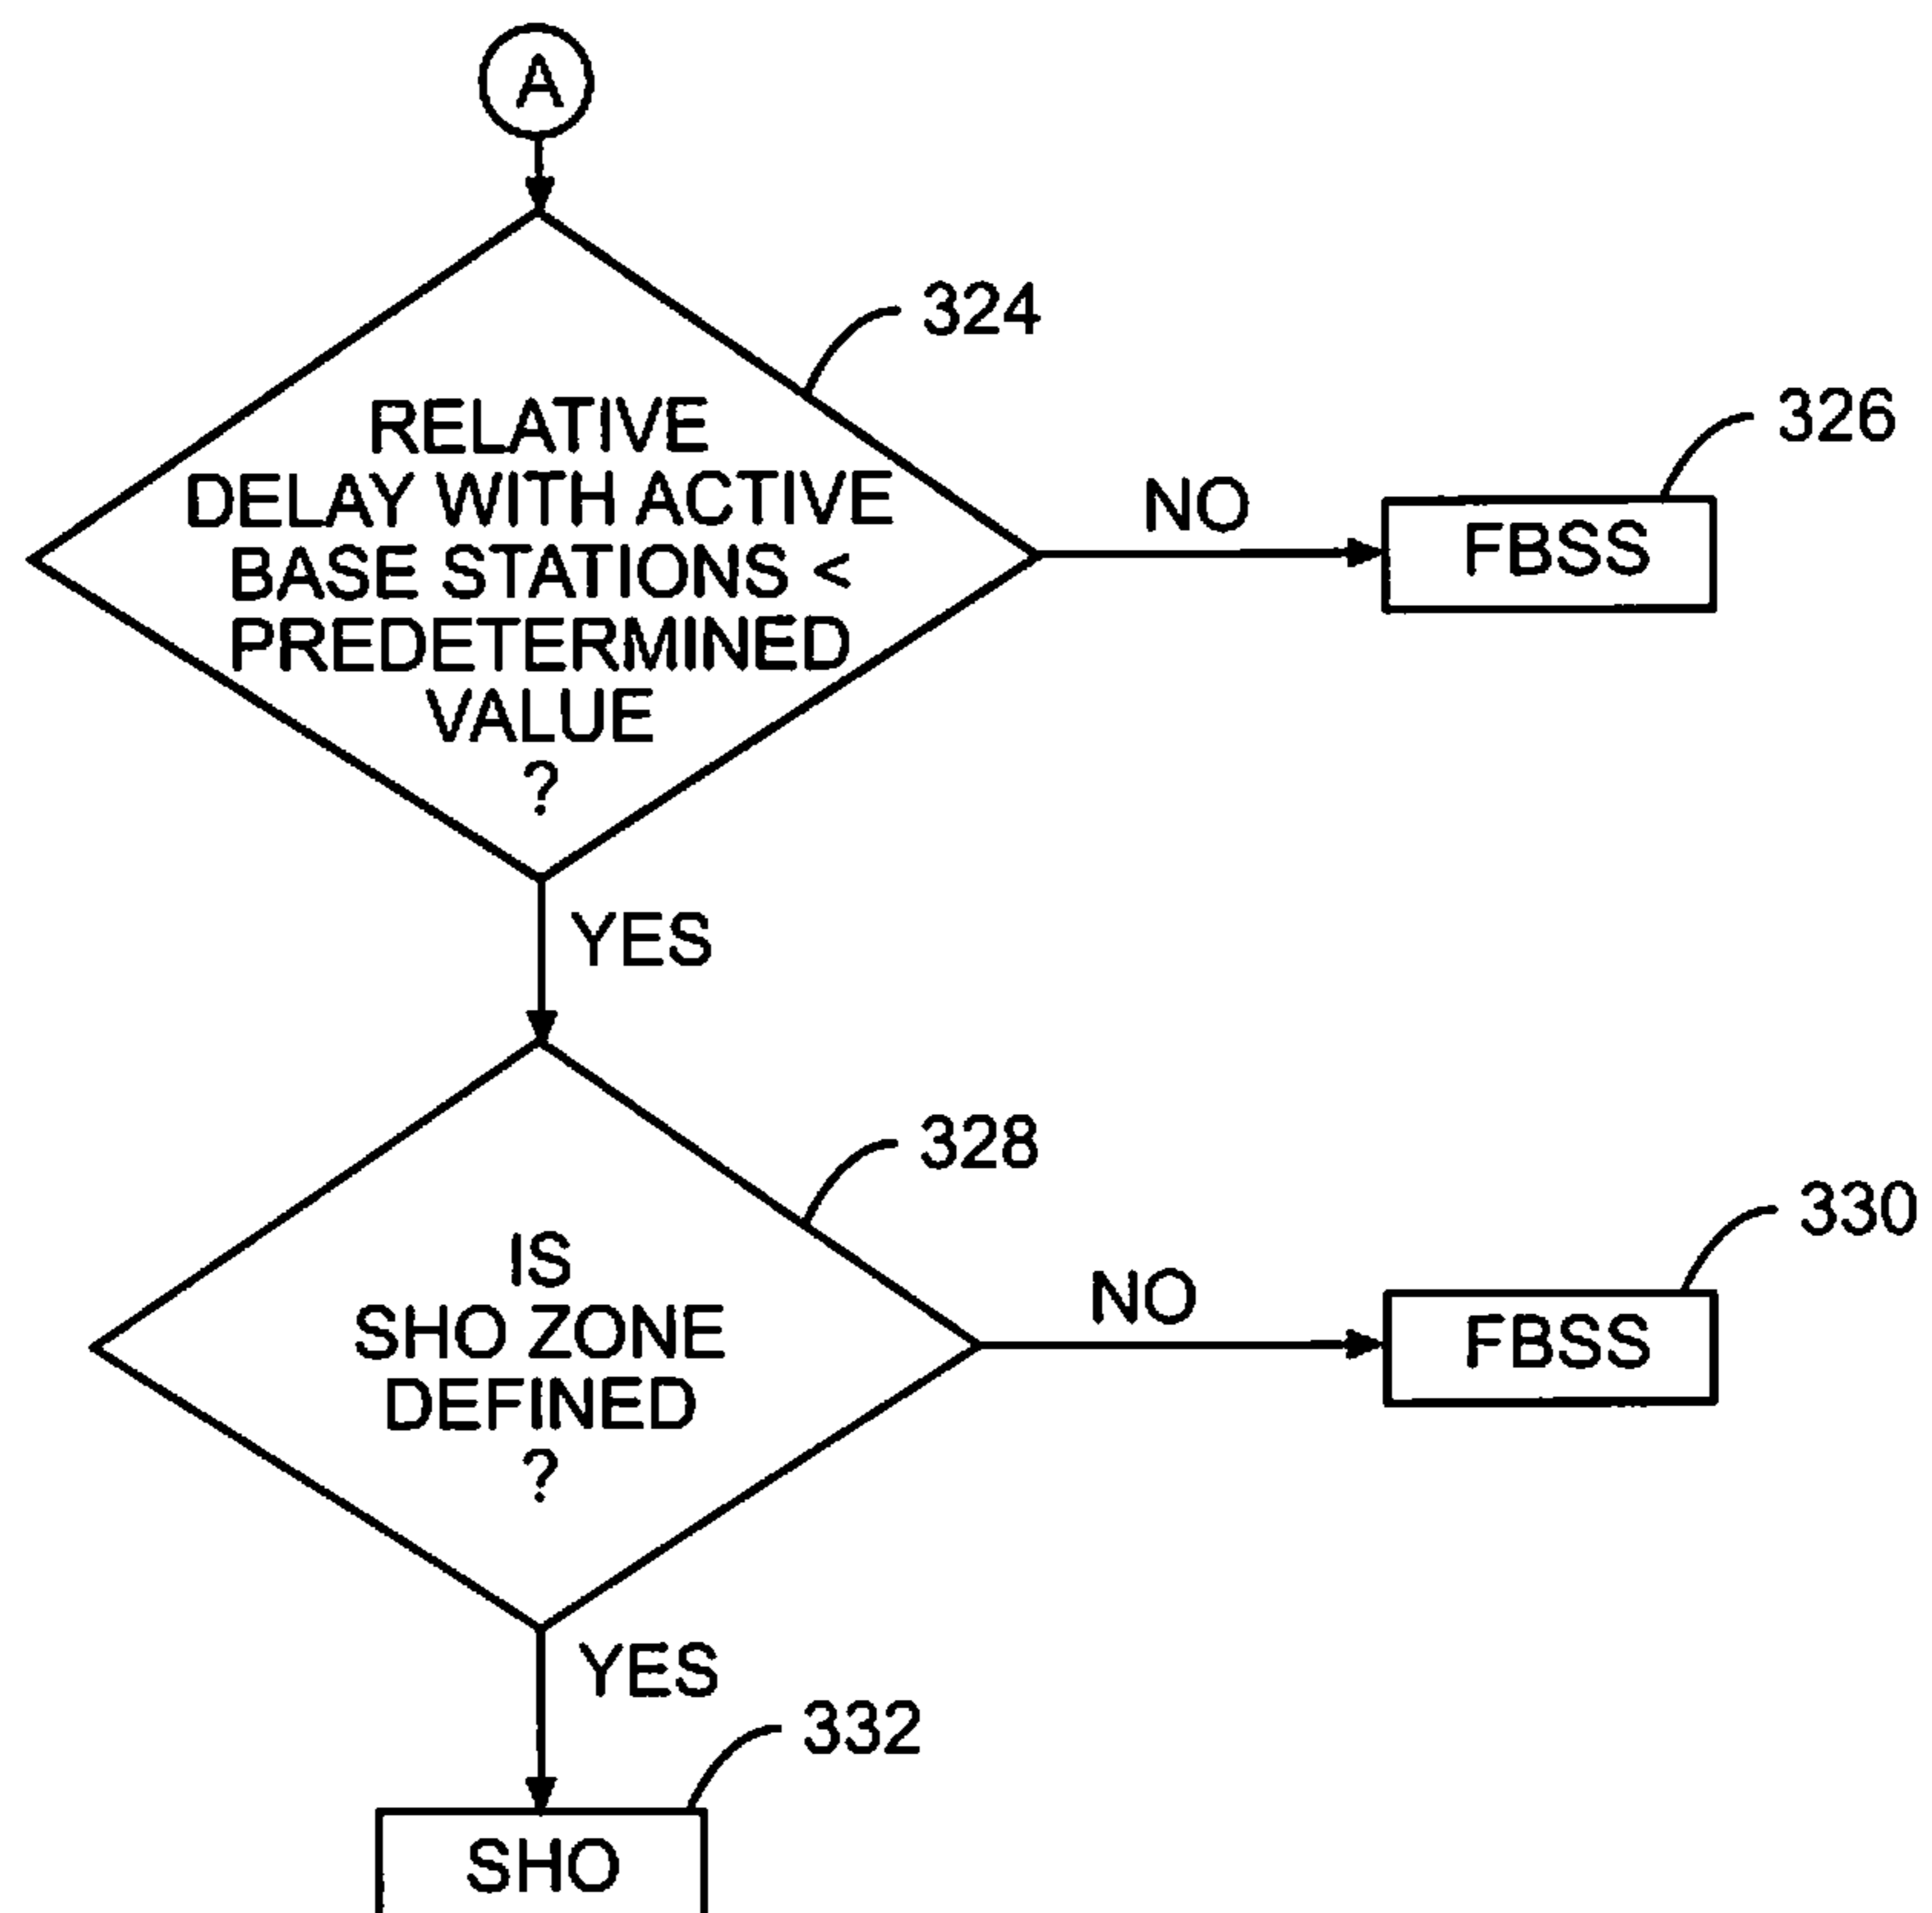 A
324
RELATIVE
DELAY WITH ACTIVE
BASE STATIONS <
PREDETERMINED
VALUE
?
NO
326
FBSS
YES
328
IS
SHO ZONE
DEFINED
?
NO
330
FBSS
YES
332
SHO